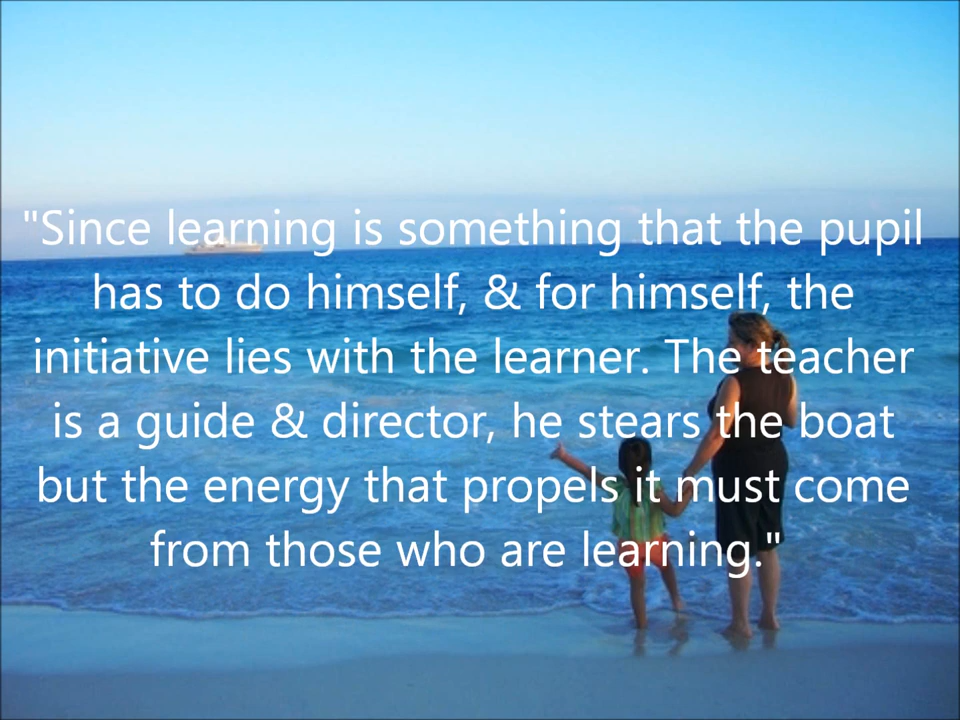 "Since learning is something that the pupil
has to do himself, & for himself, the
initiative lies with the learner. The teacher
is a guide & director, he stears the boat
but the energy that propels it must come
from those who are learning."